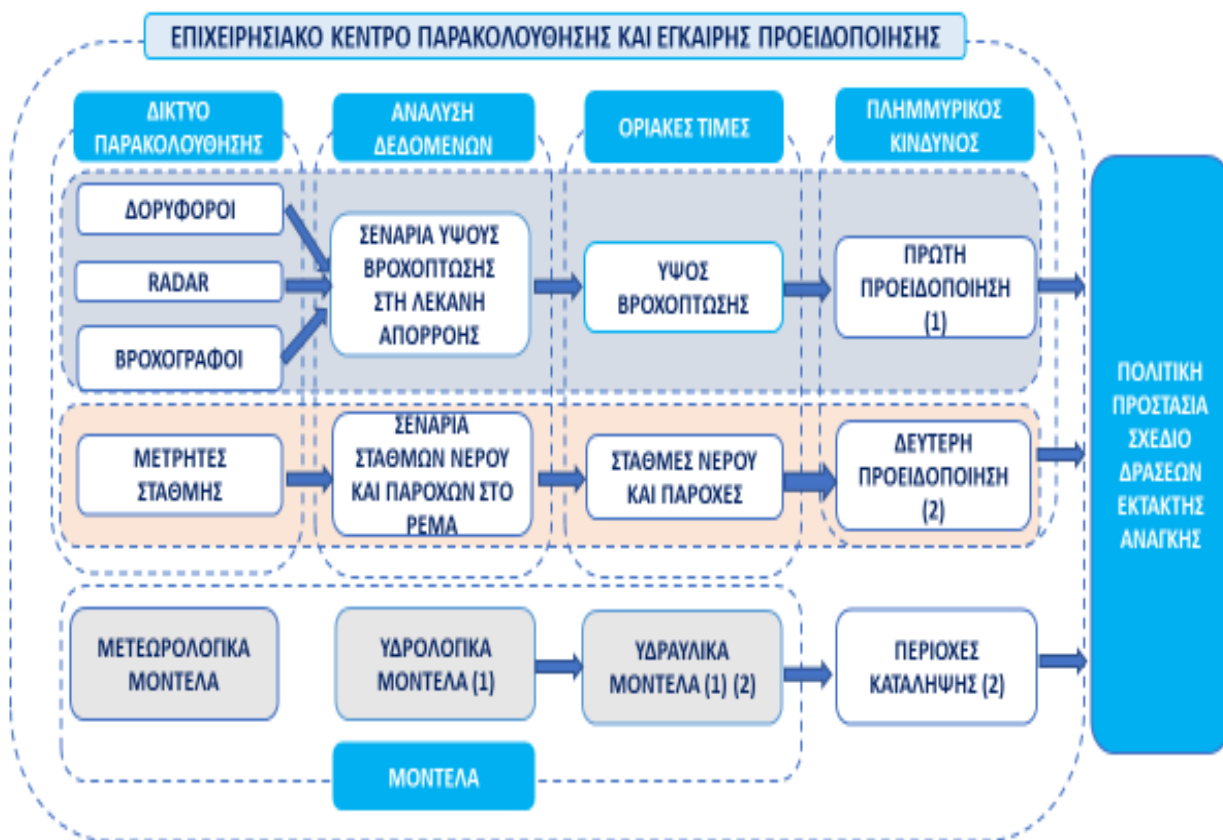 ΕΠΙΧΕΙΡΗΣΙΑΚΟ ΚΕΝΤΡΟ ΠΑΡΑΚΟΛΟΥΘΗΣΗΣ ΚΑΙ ΕΓΚΑΙΡΗΣ ΠΡΟΕΙΔΟΠΟΙΗΣΗΣ
ΔΙΚΤΥΟ
ΠΑΡΑΚΟΛΟΥΘΗΣΗΣ
ΑΝΑΛΥΣΗ
ΔΕΔΟΜΕΝΩΝ
ΟΡΙΑΚΕΣ ΤΙΜΕΣ
ΠΛΗΜΜΥΡΙΚΟΣ
ΚΙΝΔΥΝΟΣ
ΔΟΡΥΦΟΡΟΙ
RADAR
ΒΡΟΧΟΓΡΑΦΟΙ
ΣΕΝΑΡΙΑ ΥΨΟΥΣ
ΒΡΟΧΟΠΤΩΣΗΣ
ΣΤΗ ΛΕΚΑΝΗ
ΑΠΟΡΡΟΗΣ
ΥΨΟΣ
ΒΡΟΧΟΠΤΩΣΗΣ
ΠΡΩΤΗ
ΠΡΟΕΙΔΟΠΟΙΗΣΗ
(1)
ΜΕΤΡΗΤΕΣ
ΣΤΑΘΜΗΣ
ΣΕΝΑΡΙΑ
ΣΤΑΘΜΩΝ ΝΕΡΟΥ
ΚΑΙ ΠΑΡΟΧΩΝ ΣΤΟ
ΡΕΜΑ
ΣΤΑΘΜΕΣ ΝΕΡΟΥ
ΚΑΙ ΠΑΡΟΧΕΣ
ΔΕΥΤΕΡΗ
ΠΡΟΕΙΔΟΠΟΙΗΣΗ
(2)
ΜΕΤΕΩΡΟΛΟΓΙΚΑ
ΜΟΝΤΕΛΑ
ΥΔΡΟΛΟΓΙΚΑ
ΜΟΝΤΕΛΑ (1)
ΥΔΡΑΥΛΙΚΑ
ΜΟΝΤΕΛΑ (1) (2)
ΠΕΡΙΟΧΕΣ
ΚΑΤΑΛΗΨΗΣ (2)
ΜΟΝΤΕΛΑ
ΠΟΛΙΤΙΚΗ
ΠΡΟΣΤΑΣΙΑ
ΣΧΕΔΙΟ
ΔΡΑΣΕΩΝ
ΕΚΤΑΚΤΗΣ
ΑΝΑΓΚΗΣ